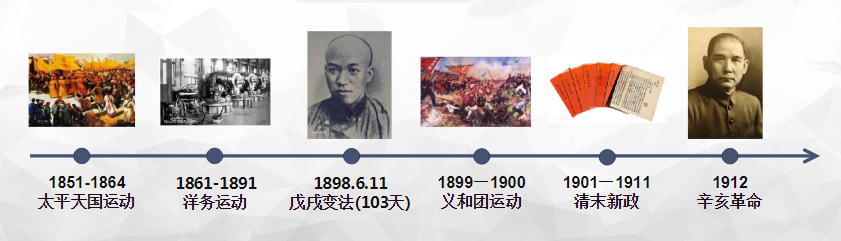 1851-1864
太平天国运动
1861-1891
洋务运动
1898.6.11
戊戌变法(103天)
1899一1900
义和团运动
1901一1911
清末新政
1912
辛亥革命